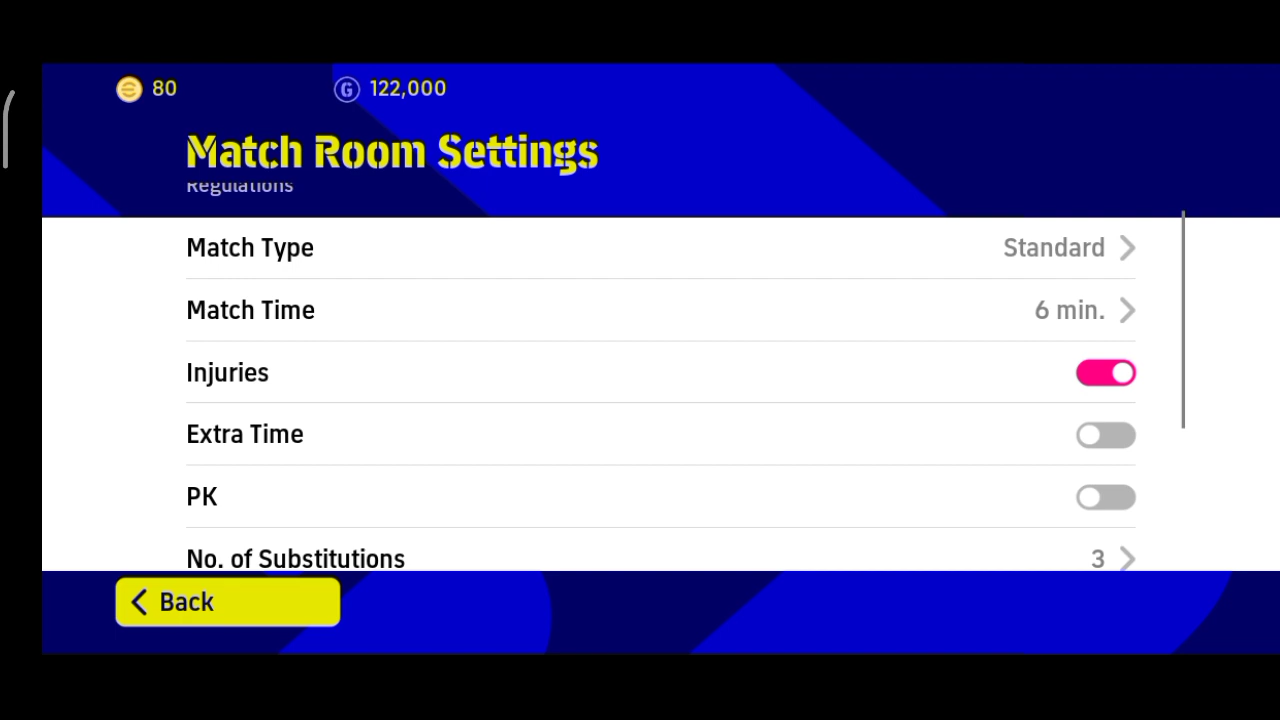 80
122,000
Match Room Settings
Regulations
Match Type Standard
Match Time 6 min.
Injuries
Extra Time
PK
No. of Substitutions 3
Back